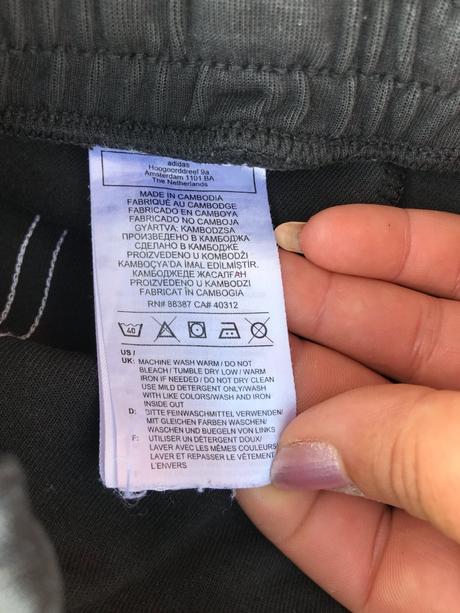 adidas
Hoogoorddreef 9a
Amsterdam 1101 BA
The Netherlands
MADE IN CAMBODIA
FABRIQUÉ AU CAMBODGE
FABRICADO EN CAMBOYA
FABRICADO NO CAMBOJA
GYÁRTVA: KAMBODZSA
ПРОИЗВЕДЕНО В КАМБОДЖА
СДЕЛАНО В КАМБОДЖЕ
PROIZVEDENO U KOMBODI
KAMBOÇYA'DA İMAL EDİLMİŞTİR.
КАМБОДЖЕДЕ ЖАСАЛҒАН
PROIZVEDENO U KAMBODZI
FABRICAT ÎN CAMBOGIA
RN# 88387 CA# 40312
40
US /
UK: MACHINE WASH WARM / DO NOT
BLEACH / TUMBLE DRY LOW / WARM
IRON IF NEEDED / DO NOT DRY CLEAN
USE MILD DETERGENT ONLY/WASH
WITH LIKE COLORS/WASH AND IRON
INSIDE OUT
D: BITTE FEINWASCHMITTEL VERWENDEN/
MIT GLEICHEN FARBEN WASCHEN/
WASCHEN UND BUEGELN VON LINKS
F: UTILISER UN DÉTERGENT DOUX/
LAVER AVEC LES MÊMES COULEURS/
LAVER ET REPASSER LE VÊTEMENT
L'ENVERS